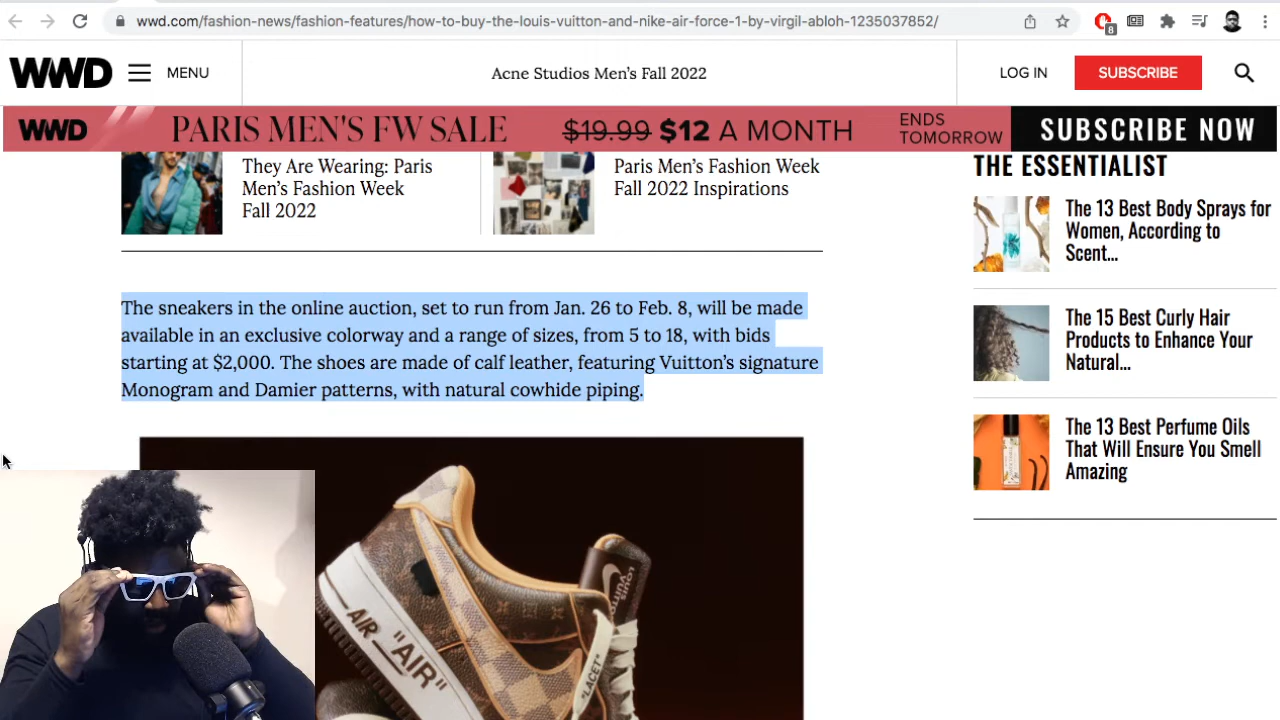 wwd.com/fashion-news/fashion-features/how-to-buy-the-louis-vuitton-and-nike-air-force-1-by-virgil-abloh-1235037852/
8
WWD
MENU
Acne Studios Men's Fall 2022
LOG IN
SUBSCRIBE
WWD
PARIS MEN'S FW SALE
$19.99 $12 A MONTH
ENDS
TOMORROW
SUBSCRIBE NOW
They Are Wearing: Paris
Men's Fashion Week
Fall 2022
Paris Men's Fashion Week
Fall 2022 Inspirations
The sneakers in the online auction, set to run from Jan. 26 to Feb. 8, will be made
available in an exclusive colorway and a range of sizes, from 5 to 18, with bids
starting at $2,000. The shoes are made of calf leather, featuring Vuitton's signature
Monogram and Damier patterns, with natural cowhide piping.
AIR
"AIR"
LOUIS
VUITTON
"LACET"
THE ESSENTIALIST
The 13 Best Body Sprays for
Women, According to
Scent...
The 15 Best Curly Hair
Products to Enhance Your
Natural...
The 13 Best Perfume Oils
That Will Ensure You Smell
Amazing